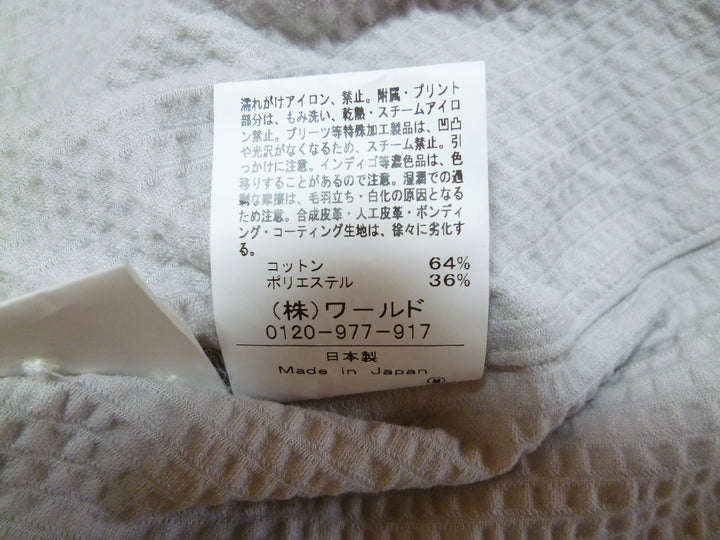 濡れがけアイロン、禁止。附属・プリント
部分は、もみ洗い、乾熱・スチームアイロ
ン禁止。プリーツ等特殊加工製品は、凹凸
や光沢がなくなるため、スチーム禁止。引
っかけに注意。インディゴ等濃色品は、色
移りすることがあるので注意。湿潤での過
剰な摩擦は、毛羽立ち・白化の原因となる
ため注意。合成皮革・人工皮革・ボンディ
ング・コーティング生地は、徐々に劣化す
る。
コットン 64%
ポリエステル 36%
(株)ワールド
0120-977-917
日本製
Made in Japan
M